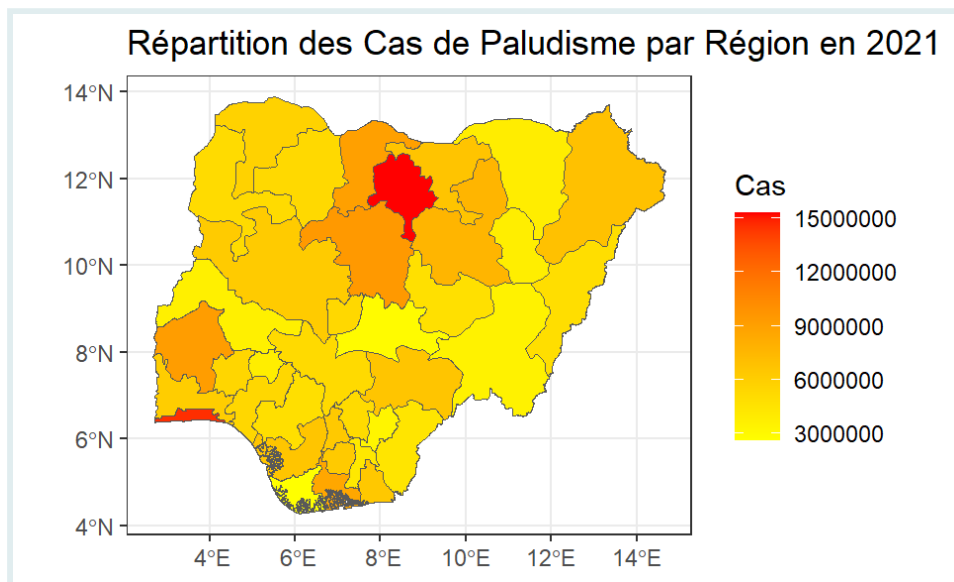 Répartition des Cas de Paludisme par Région en 2021
14°N
12°N
10°N
8°N
6°N
4°N
4°E
6°E
8°E
10°E
12°E
14°E
Cas
15000000
12000000
9000000
6000000
3000000